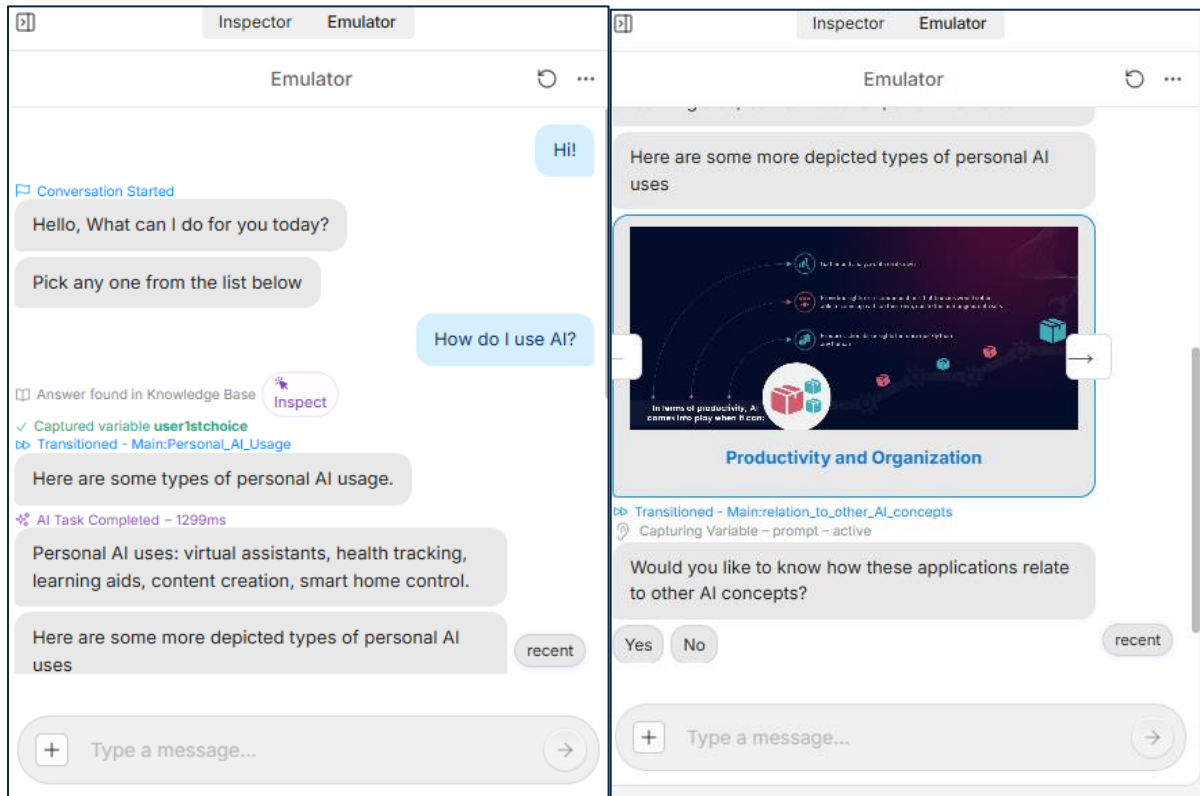 Inspector Emulator
Emulator
Hi!
Conversation Started
Hello, What can I do for you today?
Pick any one from the list below
How do I use AI?
Answer found in Knowledge Base
Inspect
Captured variable user1stchoice
Transitioned - Main:Personal_AI_Usage
Here are some types of personal AI usage.
AI Task Completed – 1299ms
Personal AI uses: virtual assistants, health tracking,
learning aids, content creation, smart home control.
Here are some more depicted types of personal AI
uses
recent
Type a message...
Inspector Emulator
Emulator
Here are some more depicted types of personal AI
uses
In terms of productivity, AI
comes into play when it can:
Productivity and Organization
Transitioned - Main:relation_to_other_AI_concepts
Capturing Variable – prompt – active
Would you like to know how these applications relate
to other AI concepts?
Yes No
recent
Type a message...